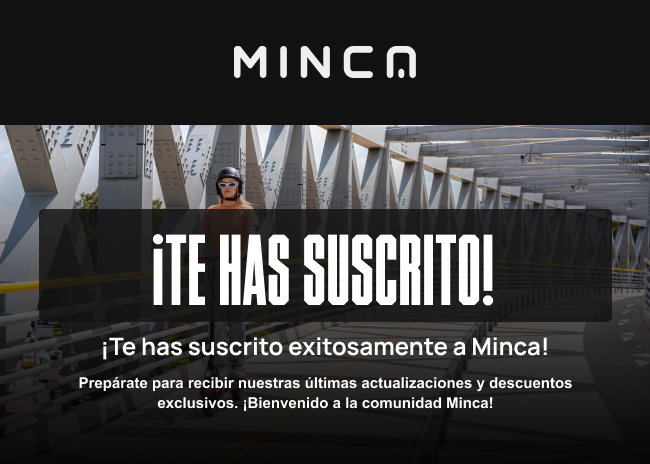 MINCA
¡TE HAS SUSCRITO!
¡Te has suscrito exitosamente a Minca!
Prepárate para recibir nuestras últimas actualizaciones y descuentos
exclusivos. ¡Bienvenido a la comunidad Minca!